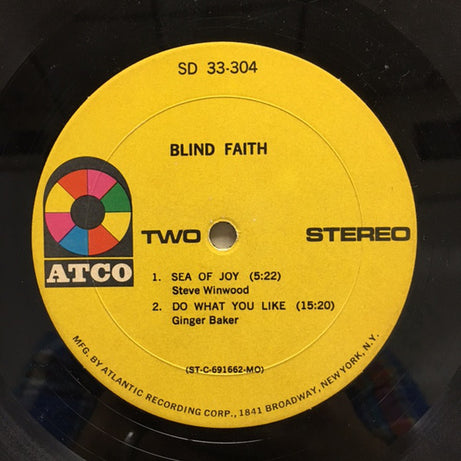 SD 33-304
BLIND FAITH
ATCO
TWO
STEREO
1. SEA OF JOY (5:22)
Steve Winwood
2. DO WHAT YOU LIKE (15:20)
Ginger Baker
(ST-C-691662-MO)
MFG. BY ATLANTIC RECORDING CORP., 1841 BROADWAY, NEW YORK, N.Y.